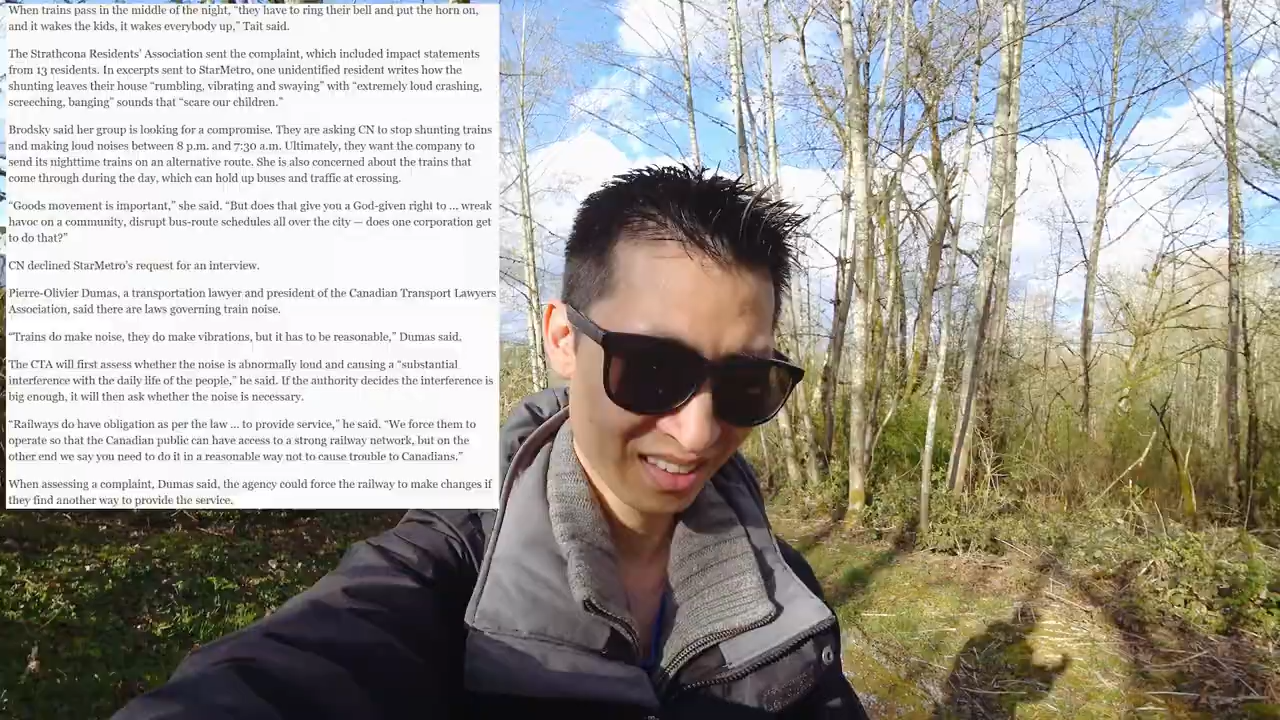 When trains pass in the middle of the night, “they have to ring their bell and put the horn on,
and it wakes the kids, it wakes everybody up,” Tait said.
The Strathcona Residents’ Association sent the complaint, which included impact statements
from 13 residents. In excerpts sent to StarMetro, one unidentified resident writes how the
shunting leaves their house “rumbling, vibrating and swaying” with “extremely loud crashing,
screeching, banging” sounds that “scare our children.”
Brodsky said her group is looking for a compromise. They are asking CN to stop shunting trains
and making loud noises between 8 p.m. and 7:30 a.m. Ultimately, they want the company to
send its nighttime trains on an alternative route. She is also concerned about the trains that
come through during the day, which can hold up buses and traffic at crossing.
“Goods movement is important,” she said. “But does that give you a God-given right to ... wreak
havoc on a community, disrupt bus-route schedules all over the city — does one corporation get
to do that?”
CN declined StarMetro’s request for an interview.
Pierre-Olivier Dumas, a transportation lawyer and president of the Canadian Transport Lawyers
Association, said there are laws governing train noise.
“Trains do make noise, they do make vibrations, but it has to be reasonable,” Dumas said.
The CTA will first assess whether the noise is abnormally loud and causing a “substantial
interference with the daily life of the people,” he said. If the authority decides the interference is
big enough, it will then ask whether the noise is necessary.
“Railways do have obligation as per the law ... to provide service,” he said. “We force them to
operate so that the Canadian public can have access to a strong railway network, but on the
other end we say you need to do it in a reasonable way not to cause trouble to Canadians.”
When assessing a complaint, Dumas said, the agency could force the railway to make changes if
they find another way to provide the service.